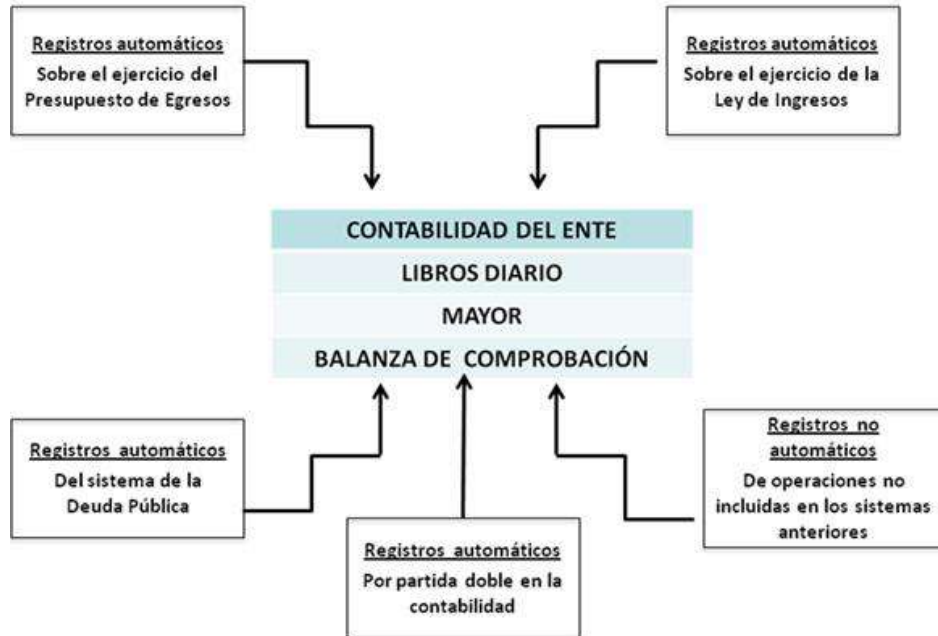 Registros automáticos
Sobre el ejercicio del
Presupuesto de Egresos
Registros automáticos
Sobre el ejercicio de la
Ley de Ingresos
CONTABILIDAD DEL ENTE
LIBROS DIARIO
MAYOR
BALANZA DE COMPROBACIÓN
Registros automáticos
Del sistema de la
Deuda Pública
Registros automáticos
Por partida doble en la
contabilidad
Registros no
automáticos
De operaciones no
incluidas en los sistemas
anteriores